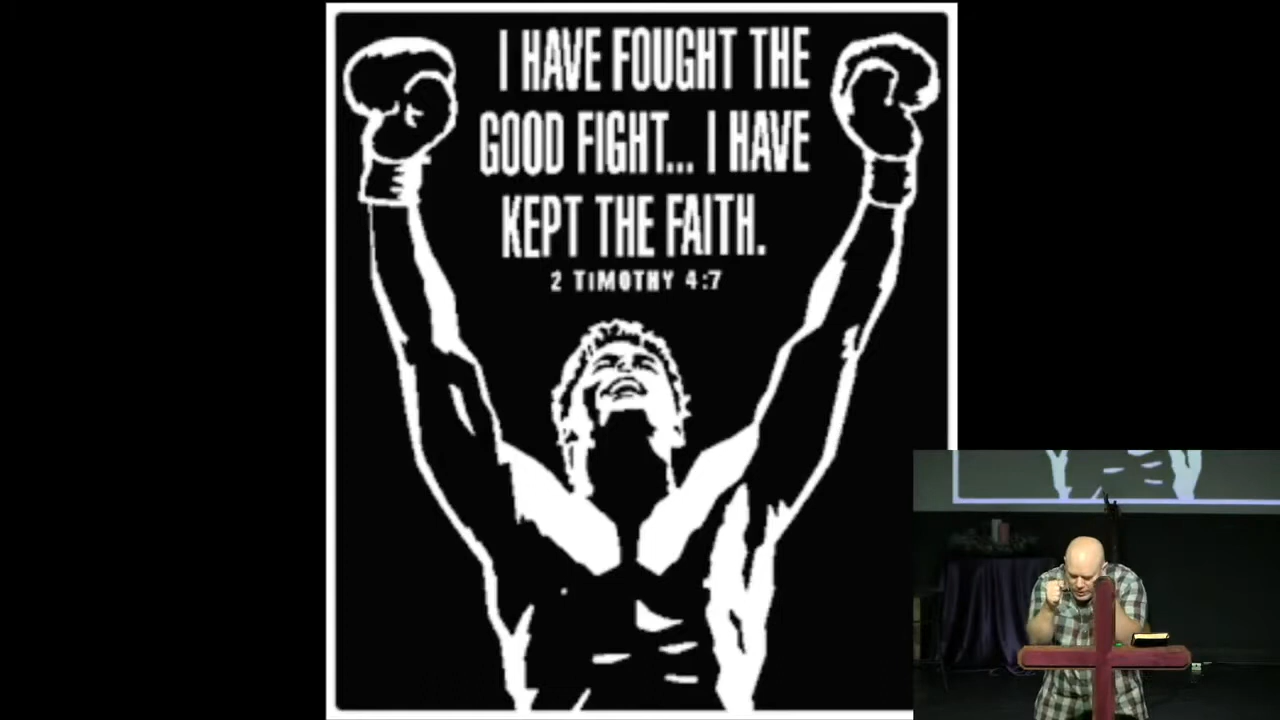 I HAVE FOUGHT THE
GOOD FIGHT... I HAVE
KEPT THE FAITH.
2 TIMOTHY 4:7